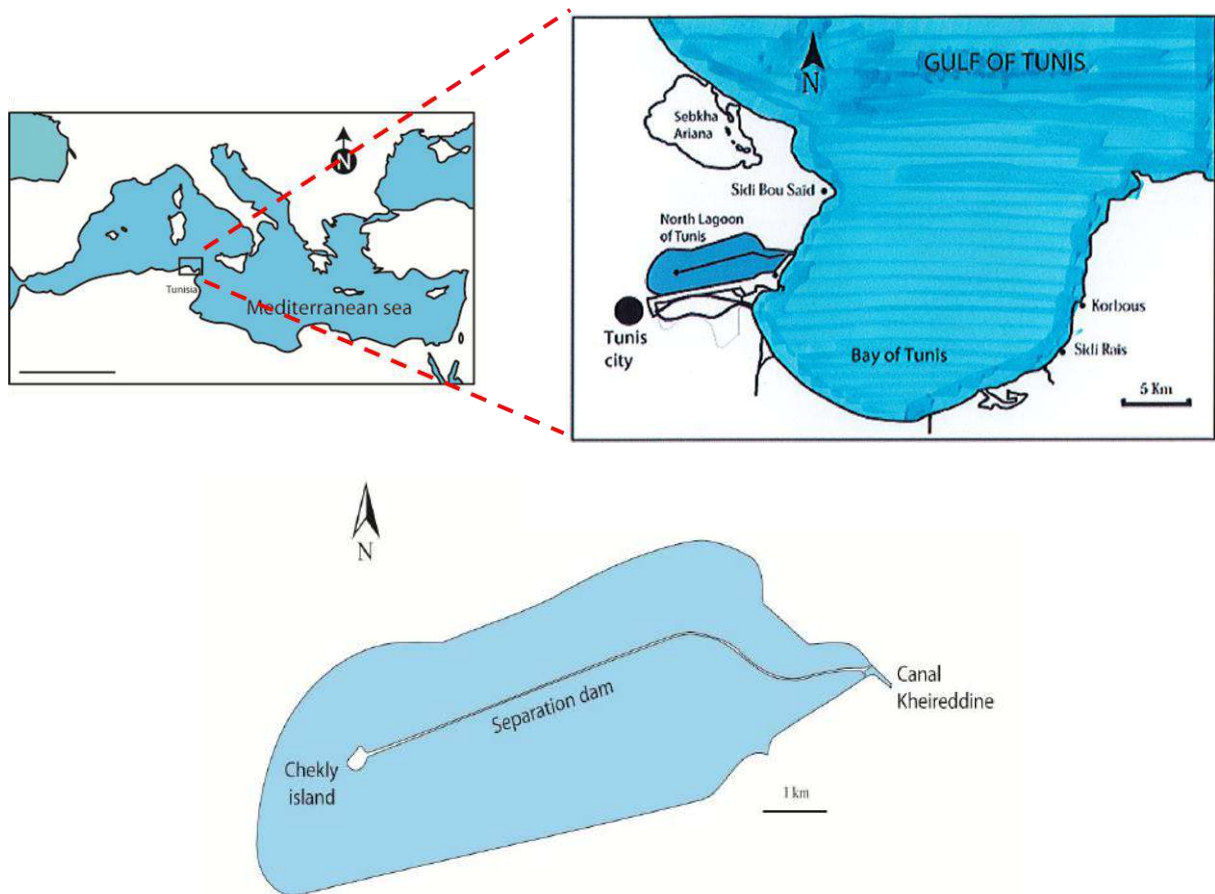 N
Tunisia
Mediterranean sea
GULF OF TUNIS
N
Sebkha
Ariana
Sidi Bou Saïd
North Lagoon
of Tunis
Tunis
city
Korbous
Sidi Rais
Bay of Tunis
5 Km
N
Canal
Kheireddine
Separation dam
Chekly
island
1 km